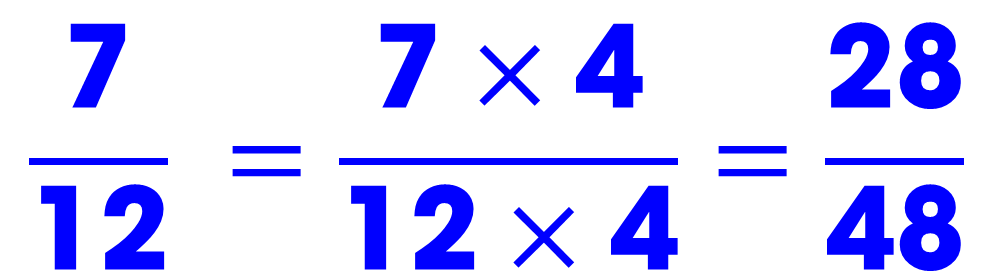 7 7 × 4 28
= =
12 12 × 4 48